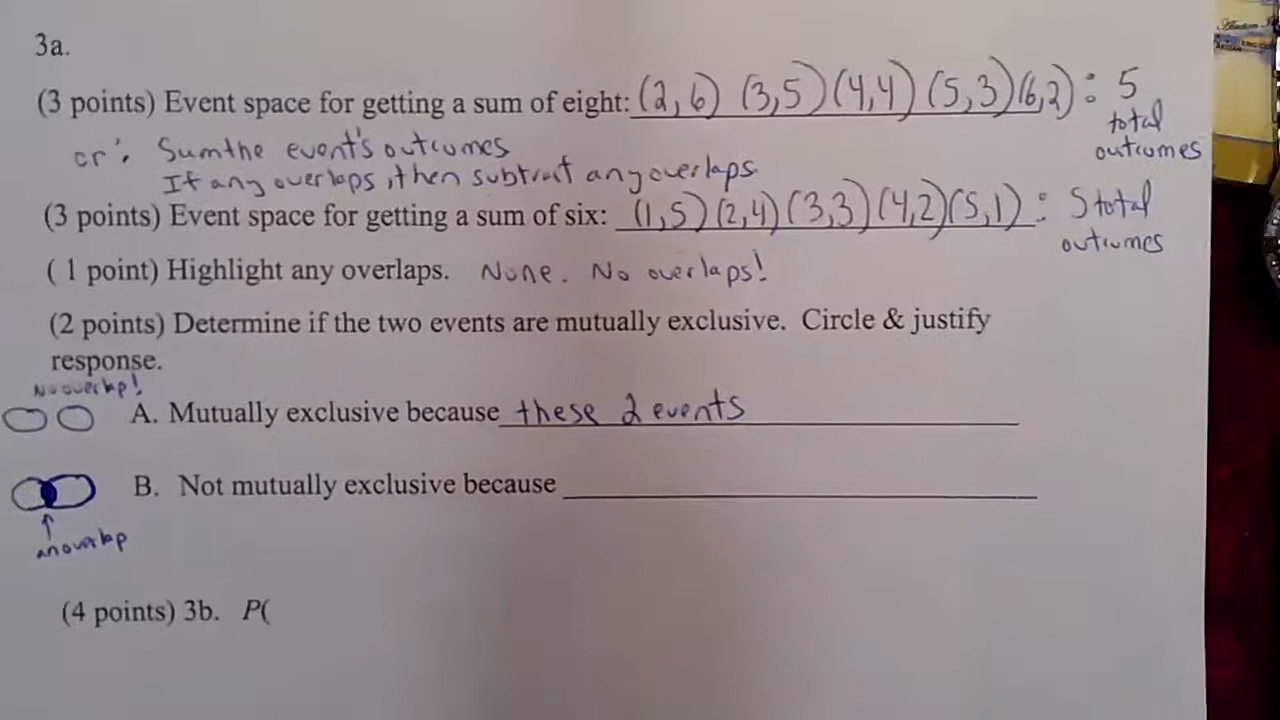 3a.
(3 points) Event space for getting a sum of eight: (2,6) (3,5) (4,4) (5,3) (6,2) : 5
total
outcomes
or: Sum the event's outcomes
If any overlaps, then subtract any overlaps
(3 points) Event space for getting a sum of six: (1,5) (2,4) (3,3) (4,2) (5,1) : 5 total
outcomes
( 1 point) Highlight any overlaps. None. No overlaps!
(2 points) Determine if the two events are mutually exclusive. Circle & justify
response.
No overlap!
A. Mutually exclusive because these 2 events
B. Not mutually exclusive because
an overlap
(4 points) 3b. P(